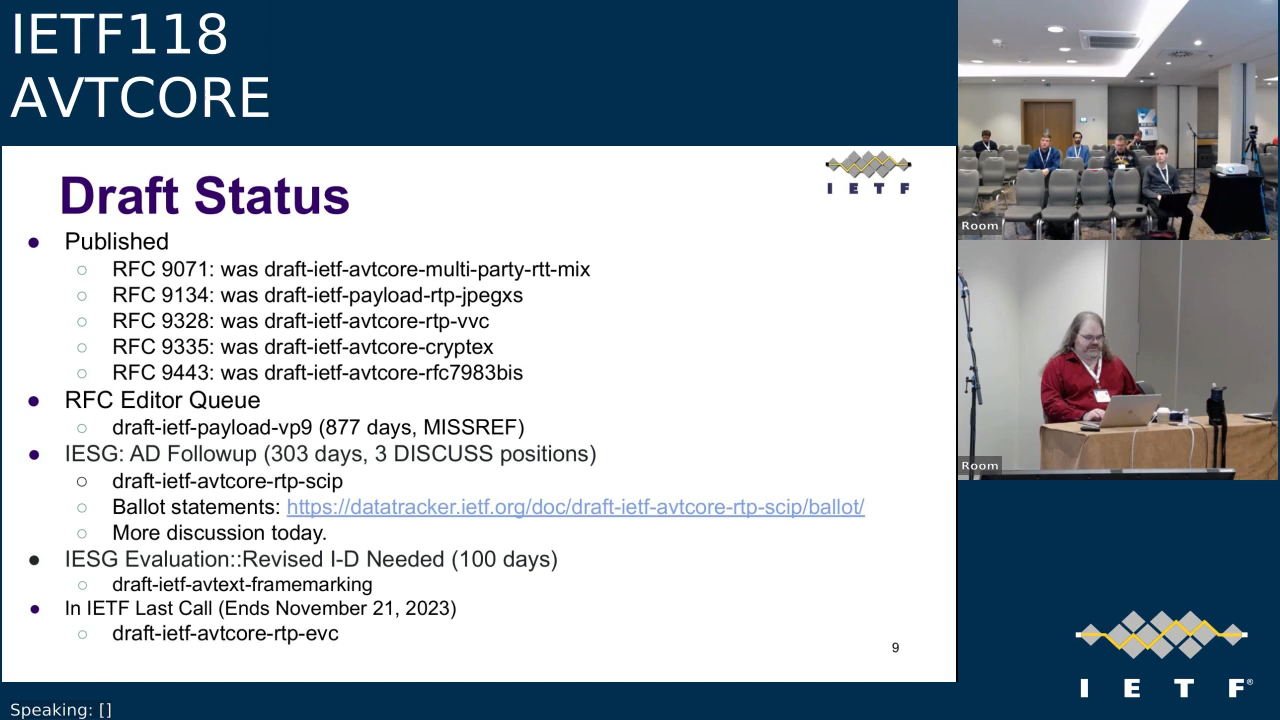 IETF118
AVTCORE
I E T F
Draft Status
● Published
○ RFC 9071: was draft-ietf-avtcore-multi-party-rtt-mix
○ RFC 9134: was draft-ietf-payload-rtp-jpegxs
○ RFC 9328: was draft-ietf-avtcore-rtp-vvc
○ RFC 9335: was draft-ietf-avtcore-cryptex
○ RFC 9443: was draft-ietf-avtcore-rfc7983bis
● RFC Editor Queue
○ draft-ietf-payload-vp9 (877 days, MISSREF)
● IESG: AD Followup (303 days, 3 DISCUSS positions)
○ draft-ietf-avtcore-rtp-scip
○ Ballot statements: https://datatracker.ietf.org/doc/draft-ietf-avtcore-rtp-scip/ballot/
○ More discussion today.
● IESG Evaluation::Revised I-D Needed (100 days)
○ draft-ietf-avtext-framemarking
● In IETF Last Call (Ends November 21, 2023)
○ draft-ietf-avtcore-rtp-evc
9
Room
Room
I E T F®
Speaking: []